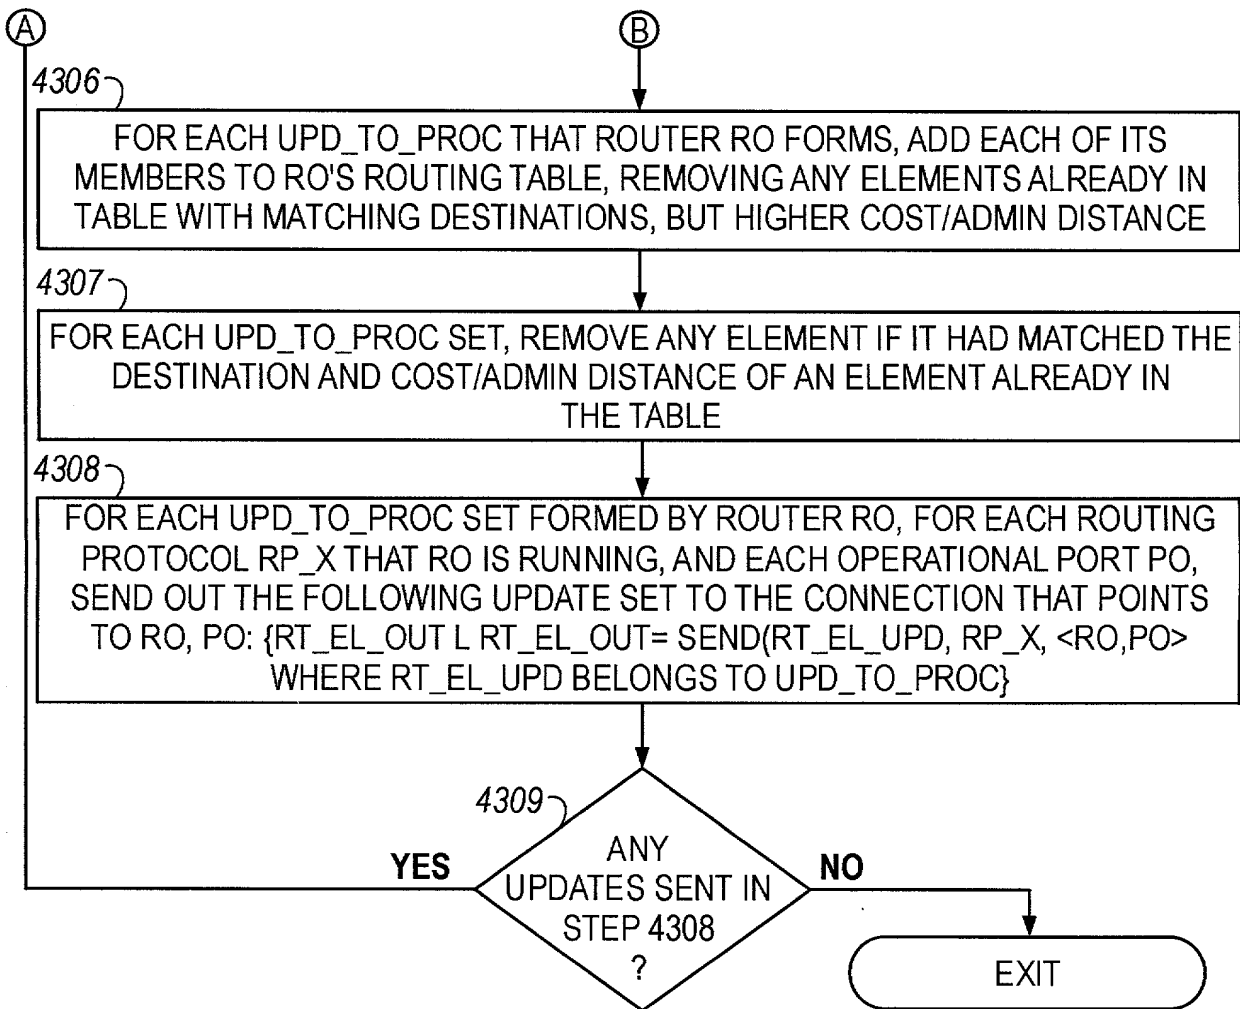 A
B
4306
FOR EACH UPD_TO_PROC THAT ROUTER RO FORMS, ADD EACH OF ITS
MEMBERS TO RO'S ROUTING TABLE, REMOVING ANY ELEMENTS ALREADY IN
TABLE WITH MATCHING DESTINATIONS, BUT HIGHER COST/ADMIN DISTANCE
4307
FOR EACH UPD_TO_PROC SET, REMOVE ANY ELEMENT IF IT HAD MATCHED THE
DESTINATION AND COST/ADMIN DISTANCE OF AN ELEMENT ALREADY IN
THE TABLE
4308
FOR EACH UPD_TO_PROC SET FORMED BY ROUTER RO, FOR EACH ROUTING
PROTOCOL RP_X THAT RO IS RUNNING, AND EACH OPERATIONAL PORT PO,
SEND OUT THE FOLLOWING UPDATE SET TO THE CONNECTION THAT POINTS
TO RO, PO: {RT_EL_OUT L RT_EL_OUT= SEND(RT_EL_UPD, RP_X, <RO,PO>
WHERE RT_EL_UPD BELONGS TO UPD_TO_PROC}
4309
ANY
UPDATES SENT IN
STEP 4308
?
YES
NO
EXIT